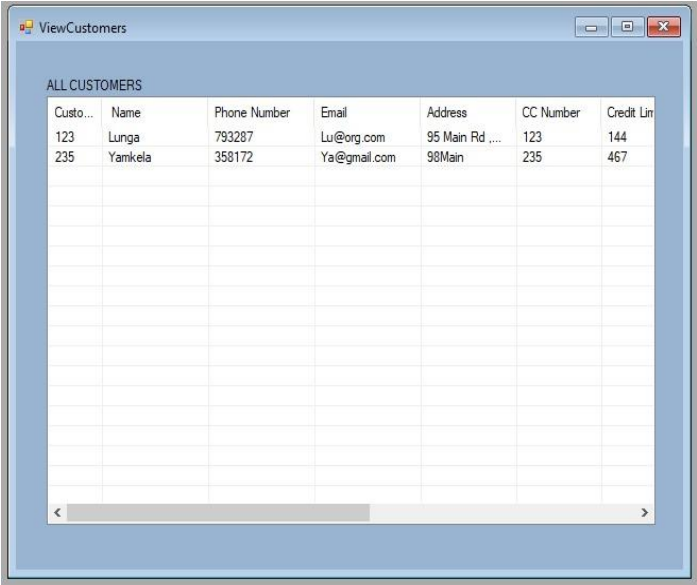 ViewCustomers
ALL CUSTOMERS
Custo... Name Phone Number Email Address CC Number Credit Lim
123 Lunga 793287 Lu@org.com 95 Main Rd ,... 123 144
235 Yamkela 358172 Ya@gmail.com 98Main 235 467